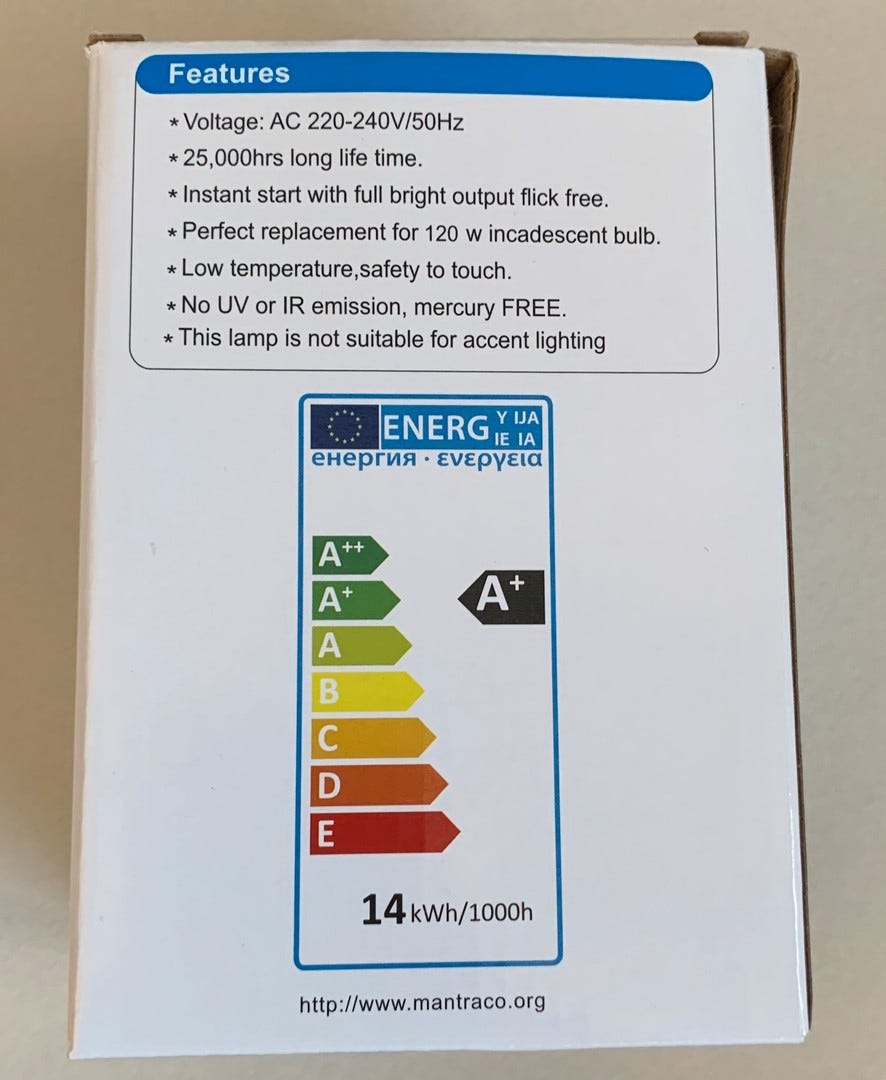 Features
* Voltage: AC 220-240V/50Hz
* 25,000hrs long life time.
* Instant start with full bright output flick free.
* Perfect replacement for 120 w incadescent bulb.
* Low temperature,safety to touch.
* No UV or IR emission, mercury FREE.
* This lamp is not suitable for accent lighting
ENERG Y IJA
IE IA
енергия · ενεργεια
A++
A+ A+
A
B
C
D
E
14 kWh/1000h
http://www.mantraco.org